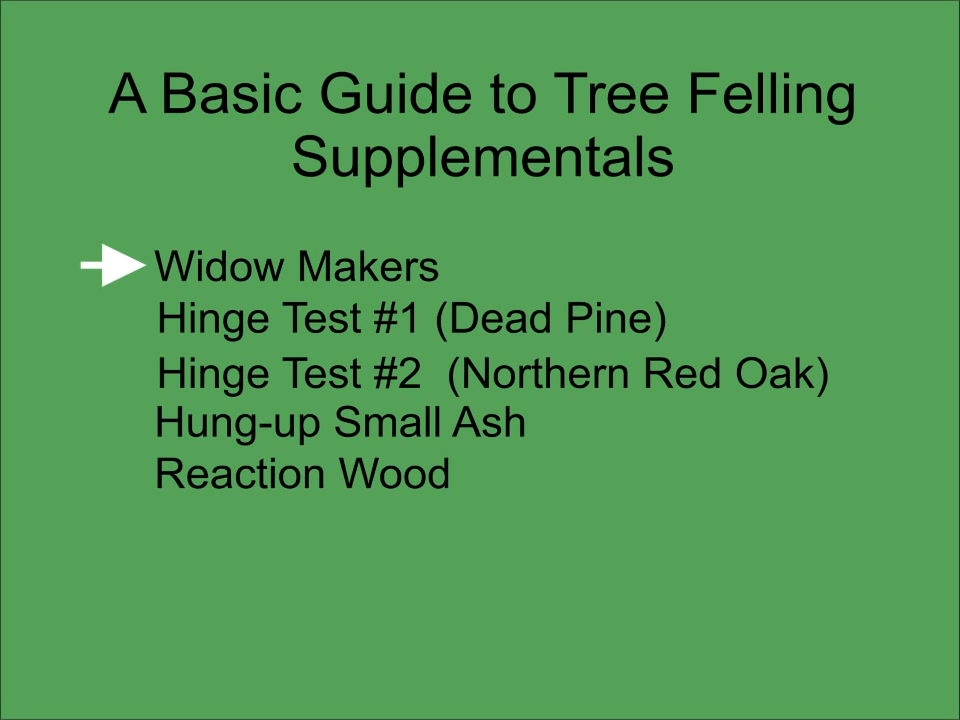 A Basic Guide to Tree Felling
Supplementals
Widow Makers
Hinge Test #1 (Dead Pine)
Hinge Test #2  (Northern Red Oak)
Hung-up Small Ash
Reaction Wood